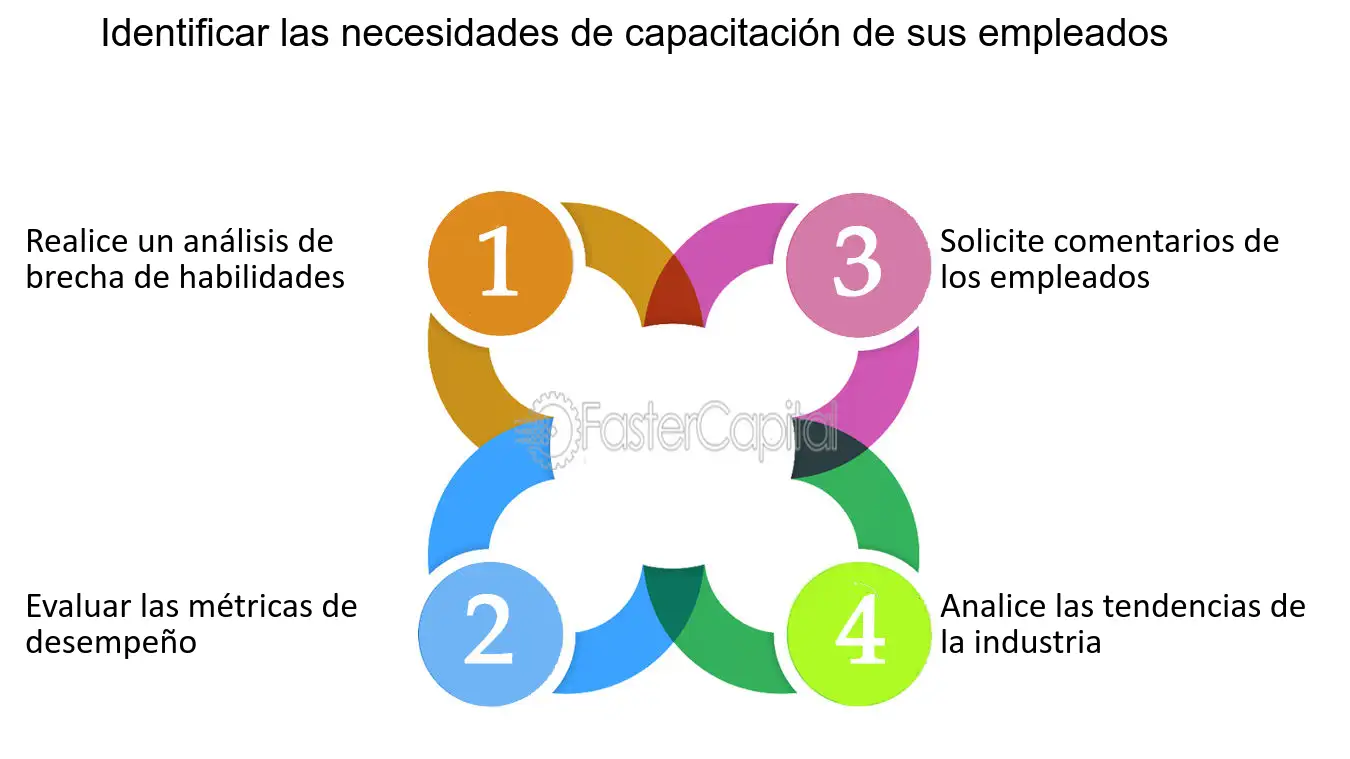 Identificar las necesidades de capacitación de sus empleados
1
Realice un análisis de
brecha de habilidades
2
Evaluar las métricas de
desempeño
3
Solicite comentarios de
los empleados
4
Analice las tendencias de
la industria
FasterCapital